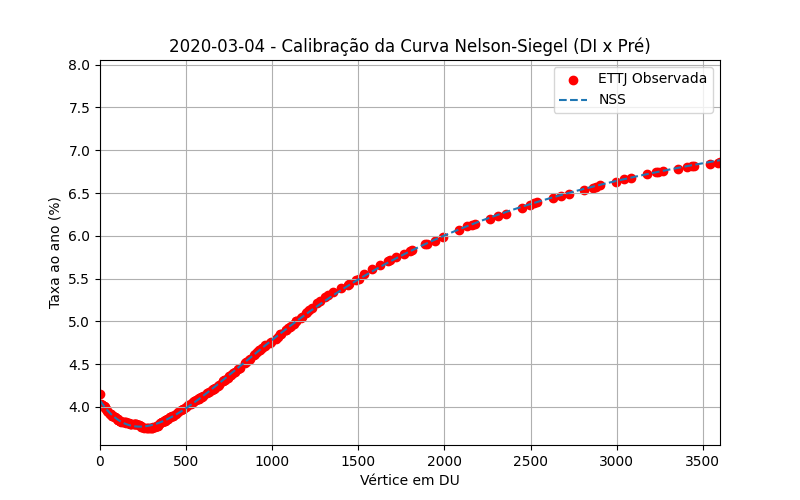 2020-03-04 - Calibração da Curva Nelson-Siegel (DI x Pré)
ETTJ Observada
NSS
Taxa ao ano (%)
8.0
7.5
7.0
6.5
6.0
5.5
5.0
4.5
4.0
0 500 1000 1500 2000 2500 3000 3500
Vértice em DU